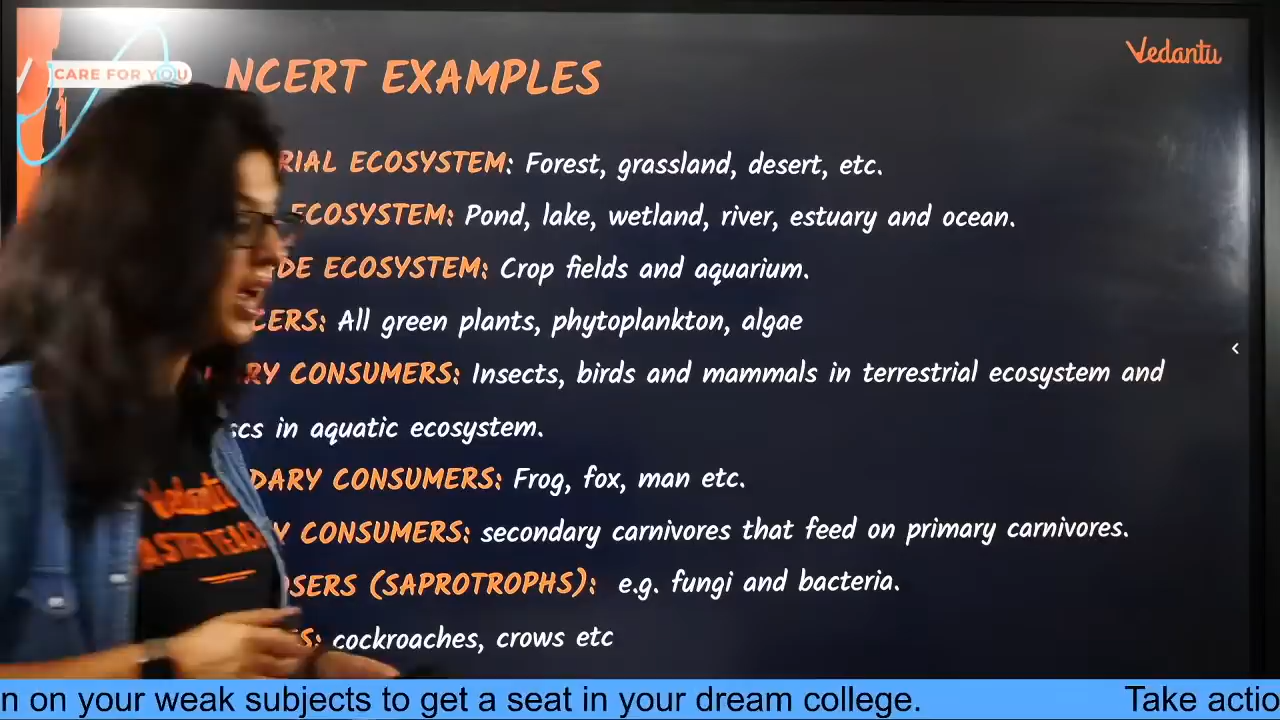 Vedantu
CARE FOR YOU
NCERT EXAMPLES
RIAL ECOSYSTEM: Forest, grassland, desert, etc.
ECOSYSTEM: Pond, lake, wetland, river, estuary and ocean.
DE ECOSYSTEM: Crop fields and aquarium.
CERS: All green plants, phytoplankton, algae
RY CONSUMERS: Insects, birds and mammals in terrestrial ecosystem and
scs in aquatic ecosystem.
DARY CONSUMERS: Frog, fox, man etc.
Y CONSUMERS: secondary carnivores that feed on primary carnivores.
OSERS (SAPROTROPHS): e.g. fungi and bacteria.
S: cockroaches, crows etc
Vedantu
n on your weak subjects to get a seat in your dream college. Take actio